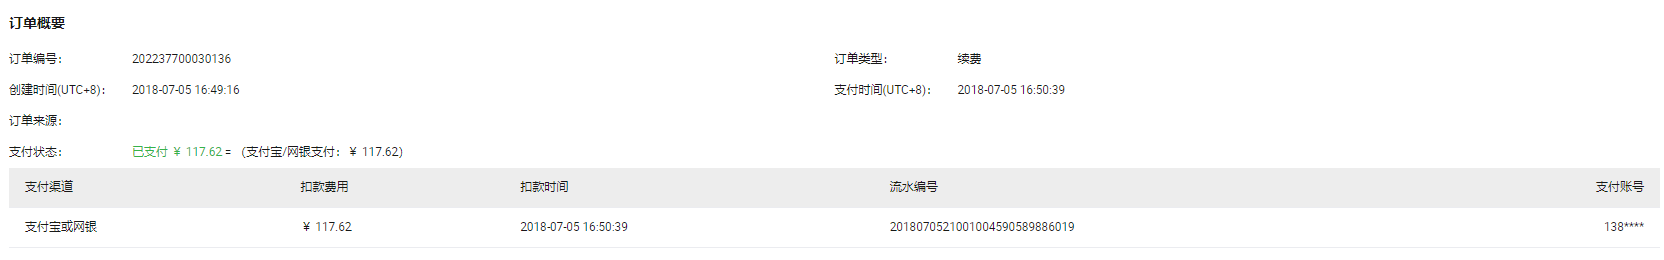 订单概要
订单编号: 202237700030136 订单类型: 续费
创建时间(UTC+8): 2018-07-05 16:49:16 支付时间(UTC+8): 2018-07-05 16:50:39
订单来源:
支付状态: 已支付 ¥ 117.62 = (支付宝/网银支付: ¥ 117.62)
支付渠道 扣款费用 扣款时间 流水编号 支付账号
支付宝或网银 ¥ 117.62 2018-07-05 16:50:39 2018070521001004590589886019 138****